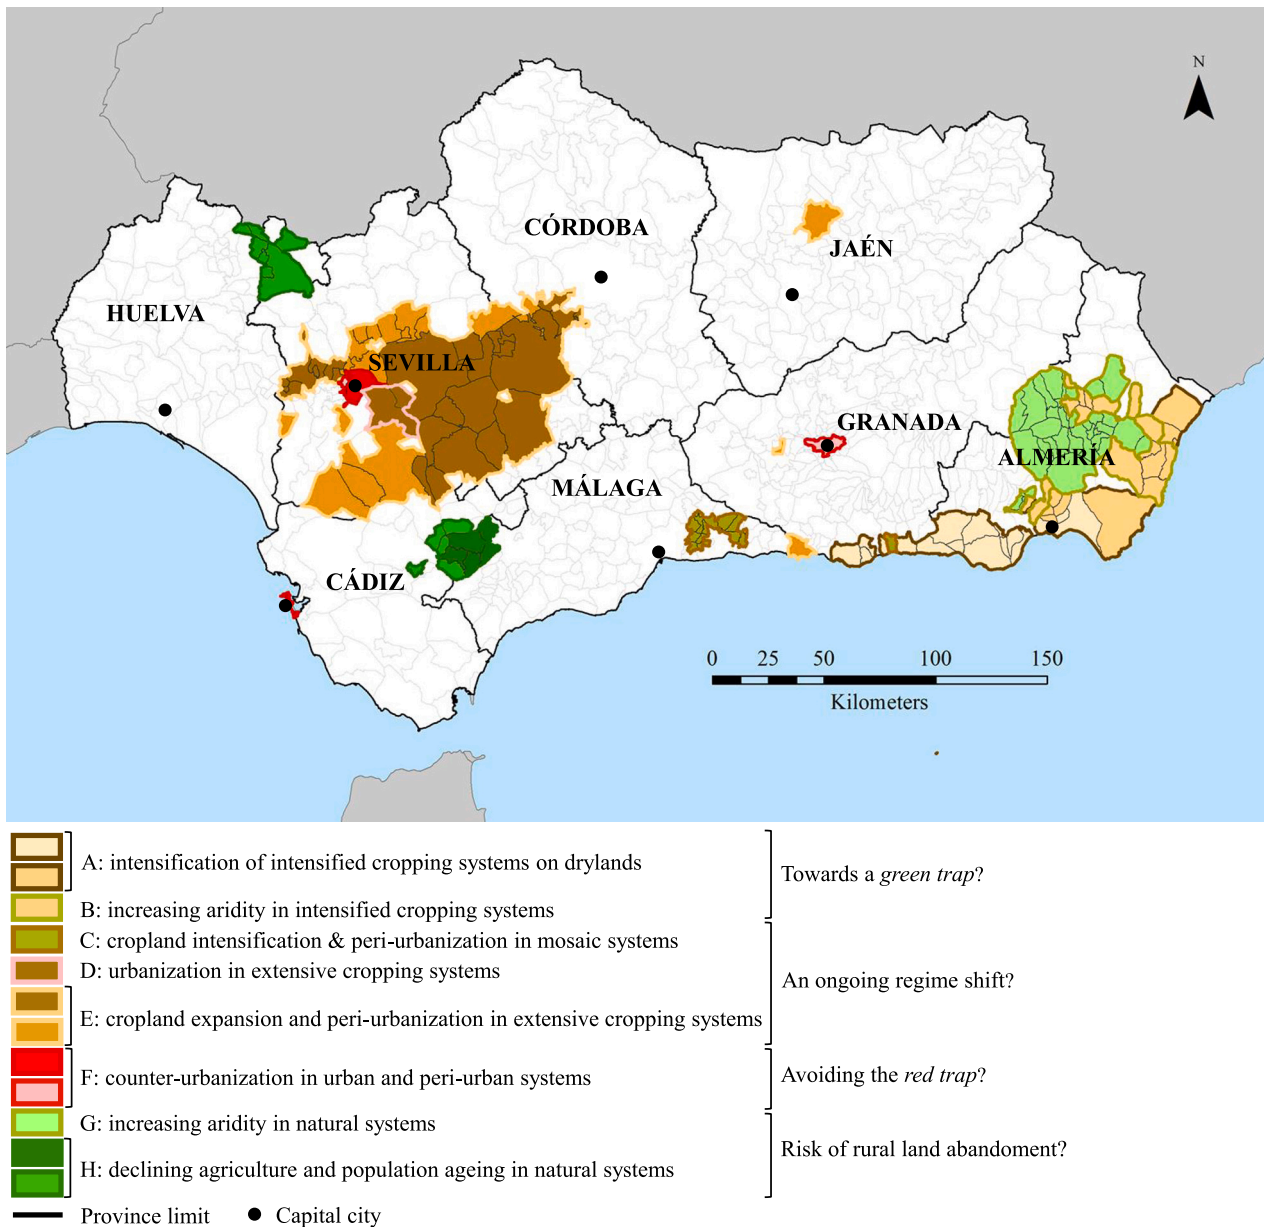 N
CÓRDOBA
JAÉN
HUELVA
SEVILLA
GRANADA
ALMERÍA
MÁLAGA
CÁDIZ
0 25 50 100 150
Kilometers
A: intensification of intensified cropping systems on drylands
Towards a green trap?
B: increasing aridity in intensified cropping systems
C: cropland intensification & peri-urbanization in mosaic systems
D: urbanization in extensive cropping systems
An ongoing regime shift?
E: cropland expansion and peri-urbanization in extensive cropping systems
F: counter-urbanization in urban and peri-urban systems
Avoiding the red trap?
G: increasing aridity in natural systems
Risk of rural land abandoment?
H: declining agriculture and population ageing in natural systems
Province limit
Capital city